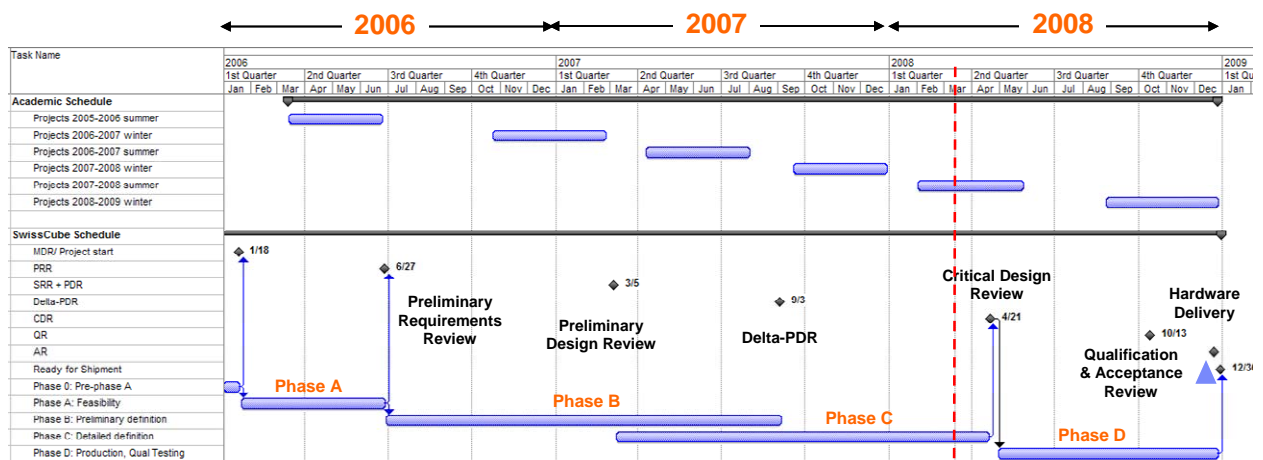 2006 2007 2008
Task Name
2006 2007 2008 2009
1st Quarter 2nd Quarter 3rd Quarter 4th Quarter 1st Quarter 2nd Quarter 3rd Quarter 4th Quarter 1st Quarter 2nd Quarter 3rd Quarter 4th Quarter 1st
Jan Feb Mar Apr May Jun Jul Aug Sep Oct Nov Dec Jan Feb Mar Apr May Jun Jul Aug Sep Oct Nov Dec Jan Feb Mar Apr May Jun Jul Aug Sep Oct Nov Dec Jan
Academic Schedule
Projects 2005-2006 summer
Projects 2006-2007 winter
Projects 2006-2007 summer
Projects 2007-2008 winter
Projects 2007-2008 summer
Projects 2008-2009 winter
SwissCube Schedule
MDR/ Project start 1/18
PRR 6/27
SRR + PDR 3/5
Delta-PDR 9/3
CDR 4/21
QR 10/13
AR
Ready for Shipment
Phase 0: Pre-phase A
Phase A: Feasibility
Phase B: Preliminary definition
Phase C: Detailed definition
Phase D: Production, Qual Testing
Preliminary
Requirements
Review
Preliminary
Design Review
Delta-PDR
Critical Design
Review
Hardware
Delivery
Qualification
& Acceptance
Review
Phase A
Phase B
Phase C
Phase D